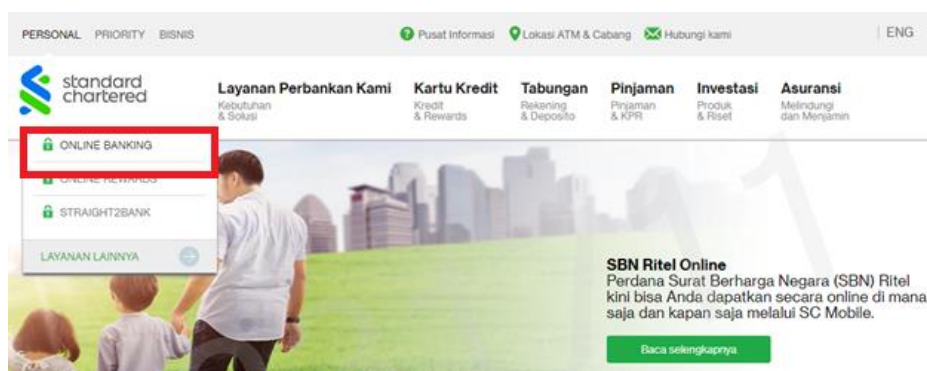 PERSONAL PRIORITY BISNIS
Pusat Informasi Lokasi ATM & Cabang Hubungi kami ENG
standard
chartered
Layanan Perbankan Kami Kartu Kredit Tabungan Pinjaman Investasi Asuransi
Kebutuhan Kredit Rekening Pinjaman Produk Melindungi
& Solusi & Rewards & Deposito & KPR & Riset dan Menjamin
ONLINE BANKING
ONLINE REWARDS
STRAIGHT2BANK
LAYANAN LAINNYA
SBN Ritel Online
Perdana Surat Berharga Negara (SBN) Ritel
kini bisa Anda dapatkan secara online di mana
saja dan kapan saja melalui SC Mobile.
Baca selengkapnya